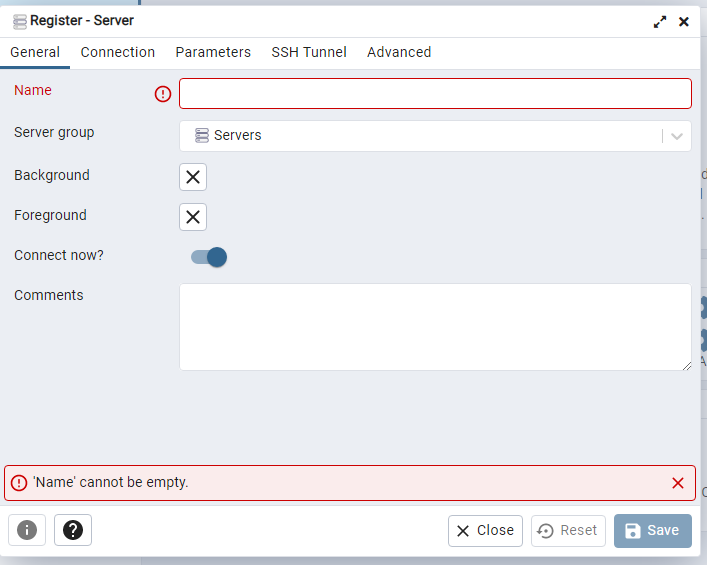 Register - Server
General Connection Parameters SSH Tunnel Advanced
Name
Server group Servers
Background
Foreground
Connect now?
Comments
'Name' cannot be empty.
Close Reset Save